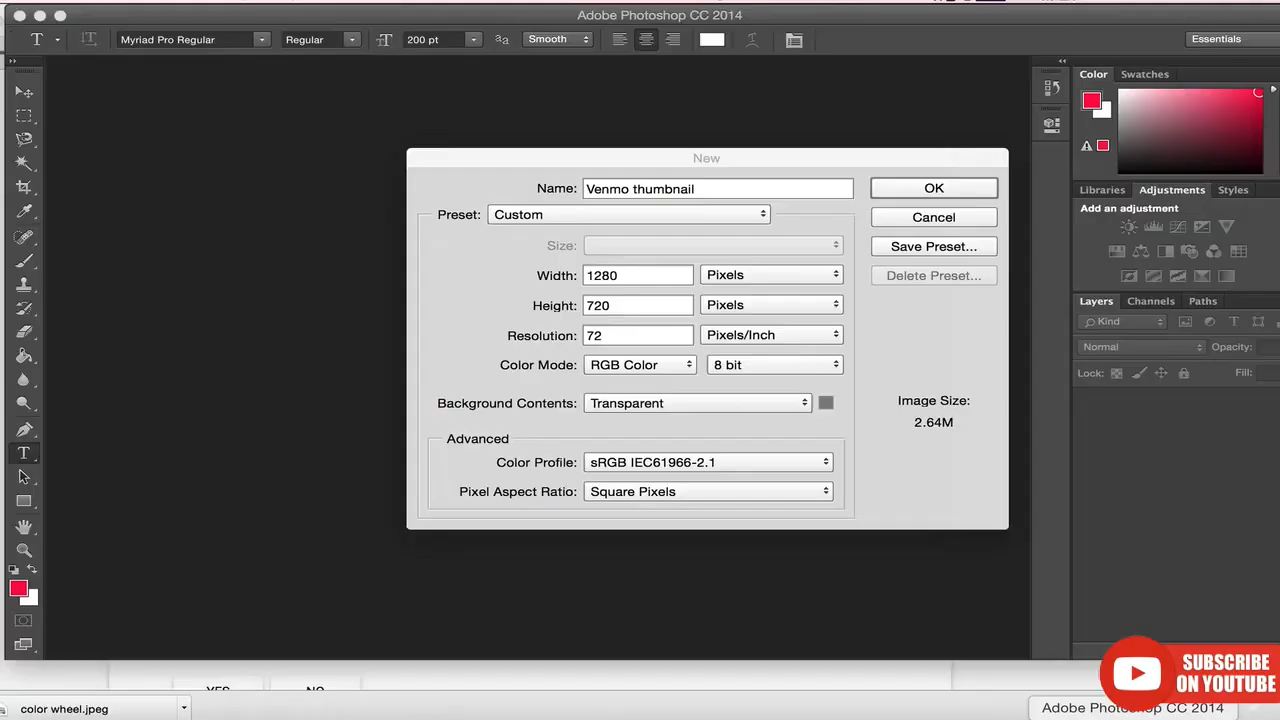 Adobe Photoshop CC 2014
T T Myriad Pro Regular Regular T 200 pt aa Smooth Essentials
Color Swatches
New
Name: Venmo thumbnail OK
Preset: Custom Cancel
Size: Save Preset...
Width: 1280 Pixels Delete Preset...
Height: 720 Pixels
Resolution: 72 Pixels/Inch
Color Mode: RGB Color 8 bit
Background Contents: Transparent
Image Size:
2.64M
Advanced
Color Profile: sRGB IEC61966-2.1
Pixel Aspect Ratio: Square Pixels
Libraries Adjustments Styles
Add an adjustment
Layers Channels Paths
Kind T
Normal Opacity:
Lock: Fill:
T
SUBSCRIBE
ON YOUTUBE
YES NO
color wheel.jpeg
Adobe Photoshop CC 2014